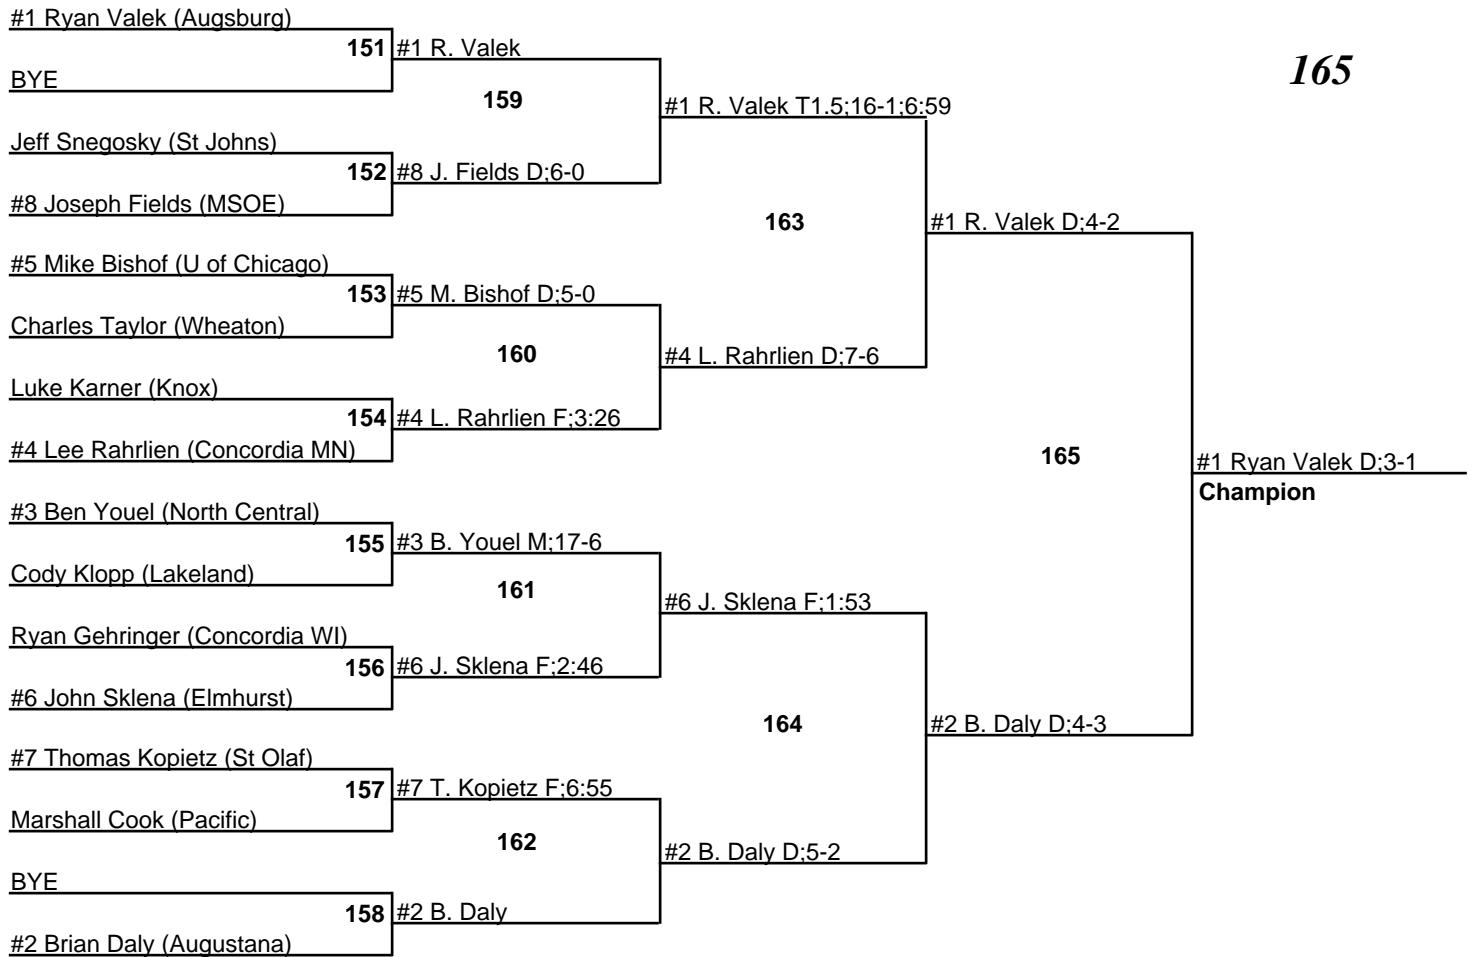 #1 Ryan Valek (Augsburg)
151
#1 R. Valek
165
BYE
159
#1 R. Valek T1.5;16-1;6:59
Jeff Snegosky (St Johns)
152
#8 J. Fields D;6-0
#8 Joseph Fields (MSOE)
163
#1 R. Valek D;4-2
#5 Mike Bishof (U of Chicago)
153
#5 M. Bishof D;5-0
Charles Taylor (Wheaton)
160
#4 L. Rahrlien D;7-6
Luke Karner (Knox)
154
#4 L. Rahrlien F;3:26
#4 Lee Rahrlien (Concordia MN)
165
#1 Ryan Valek D;3-1
Champion
#3 Ben Youel (North Central)
155
#3 B. Youel M;17-6
Cody Klopp (Lakeland)
161
#6 J. Sklena F;1:53
Ryan Gehringer (Concordia WI)
156
#6 J. Sklena F;2:46
#6 John Sklena (Elmhurst)
164
#2 B. Daly D;4-3
#7 Thomas Kopietz (St Olaf)
157
#7 T. Kopietz F;6:55
Marshall Cook (Pacific)
162
#2 B. Daly D;5-2
BYE
158
#2 B. Daly
#2 Brian Daly (Augustana)